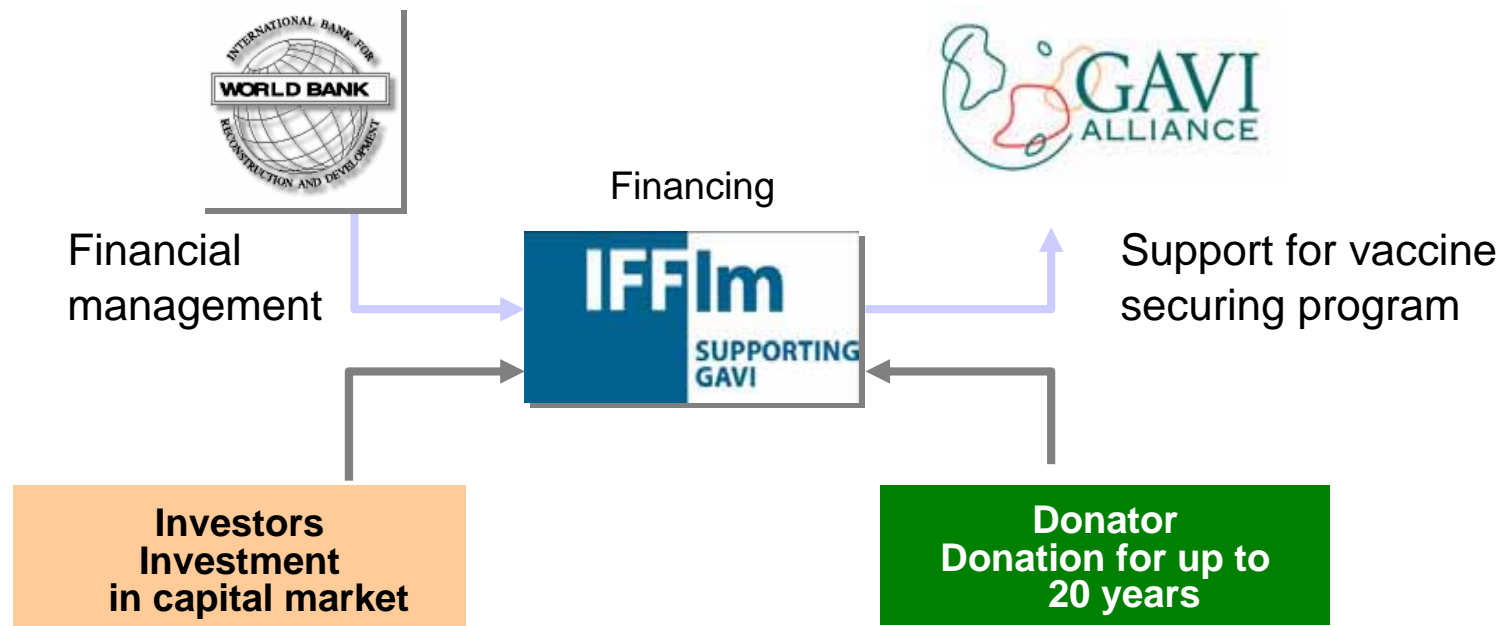 INTERNATIONAL BANK FOR
WORLD BANK
RECONSTRUCTION AND DEVELOPMENT
GAVI
ALLIANCE
Financing
Financial
management
IFFIm
SUPPORTING
GAVI
Support for vaccine
securing program
Investors
Investment
in capital market
Donator
Donation for up to
20 years